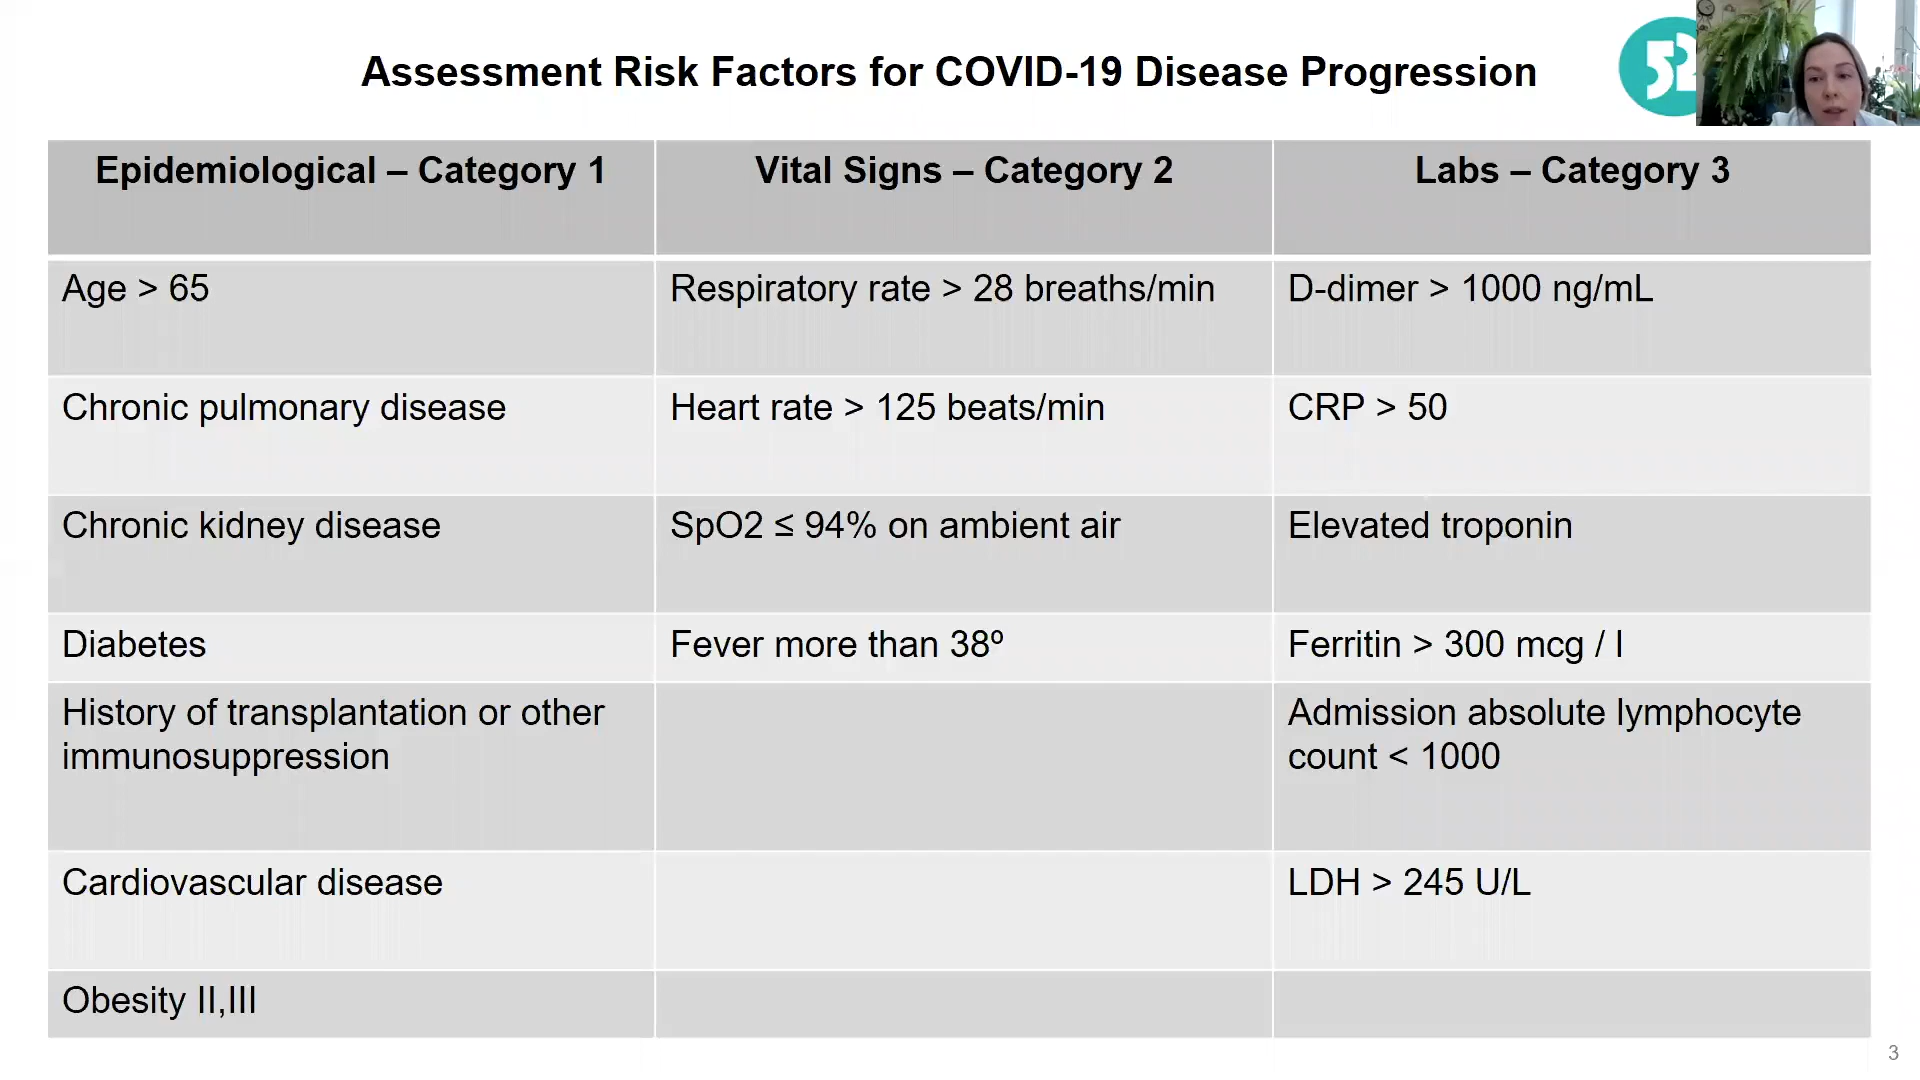 Assessment Risk Factors for COVID-19 Disease Progression
52
Epidemiological – Category 1
Vital Signs – Category 2
Labs – Category 3
Age > 65
Respiratory rate > 28 breaths/min
D-dimer > 1000 ng/mL
Chronic pulmonary disease
Heart rate > 125 beats/min
CRP > 50
Chronic kidney disease
SpO2 ≤ 94% on ambient air
Elevated troponin
Diabetes
Fever more than 38º
Ferritin > 300 mcg / l
History of transplantation or other
immunosuppression
Admission absolute lymphocyte
count < 1000
Cardiovascular disease
LDH > 245 U/L
Obesity II,III
3